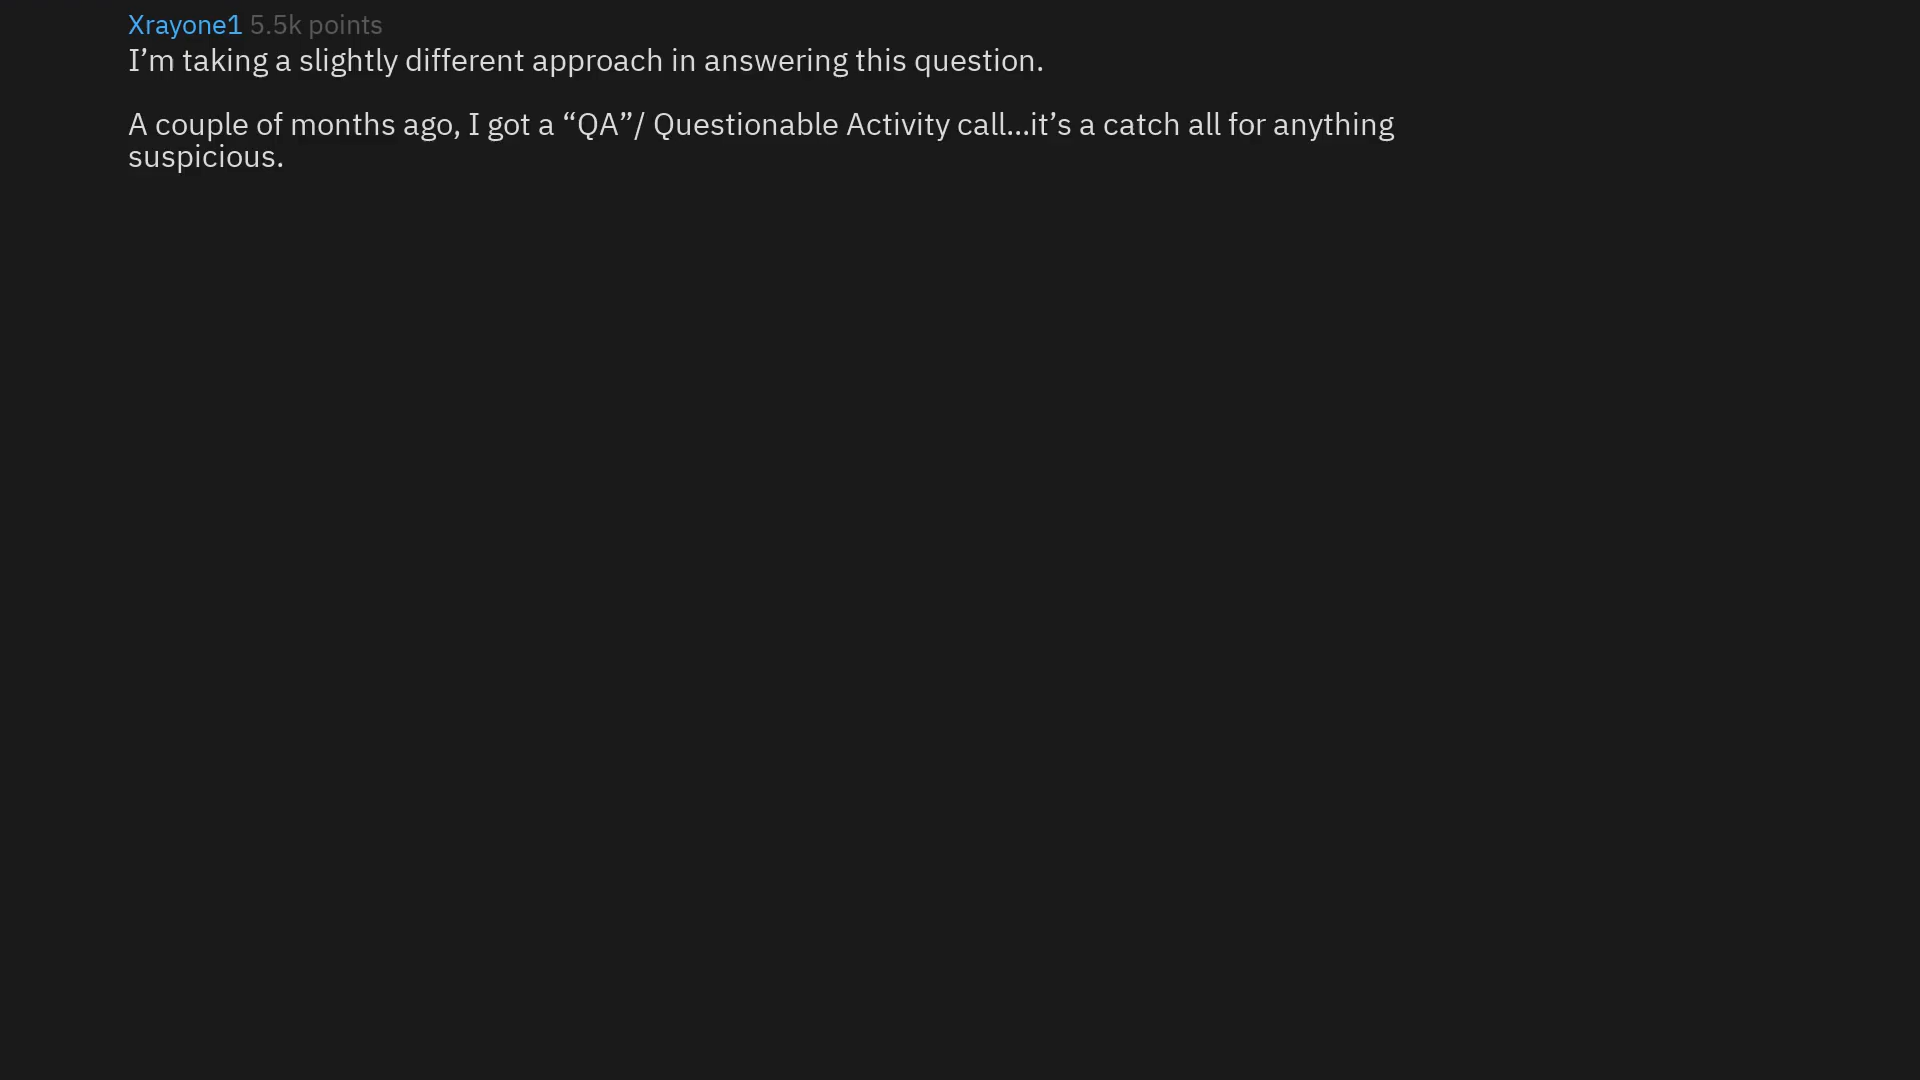 Xrayone1 5.5k points
I’m taking a slightly different approach in answering this question.
A couple of months ago, I got a “QA”/ Questionable Activity call...it’s a catch all for anything
suspicious.